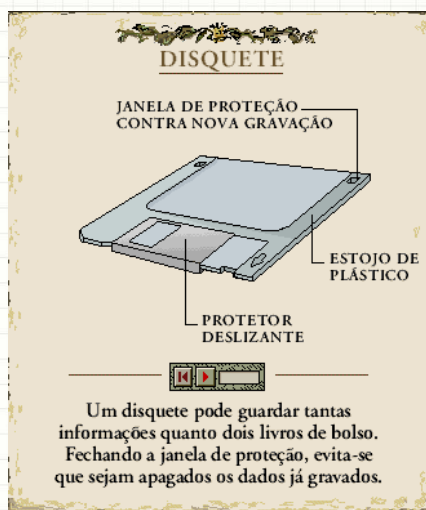 DISQUETE
JANELA DE PROTEÇÃO
CONTRA NOVA GRAVAÇÃO
ESTOJO DE
PLÁSTICO
PROTETOR
DESLIZANTE
Um disquete pode guardar tantas
informações quanto dois livros de bolso.
Fechando a janela de proteção, evita-se
que sejam apagados os dados já gravados.